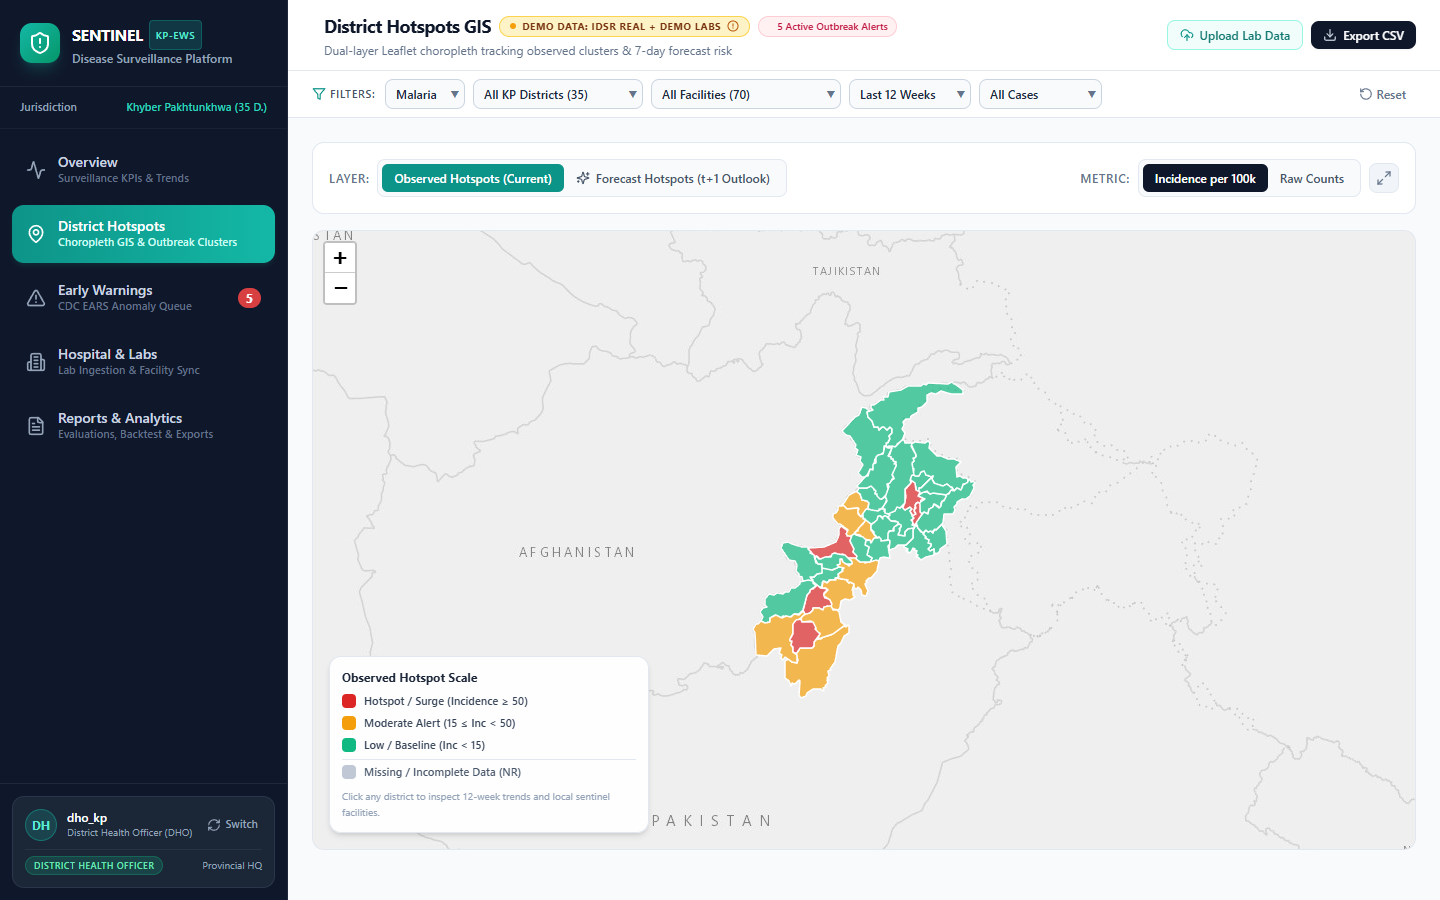 SENTINEL KP-EWS
Disease Surveillance Platform
Jurisdiction Khyber Pakhtunkhwa (35 D.)
Overview
Surveillance KPIs & Trends
District Hotspots
Choropleth GIS & Outbreak Clusters
Early Warnings
CDC EARS Anomaly Queue
5
Hospital & Labs
Lab Ingestion & Facility Sync
Reports & Analytics
Evaluations, Backtest & Exports
DH
dho_kp
District Health Officer (DHO)
Switch
DISTRICT HEALTH OFFICER Provincial HQ
District Hotspots GIS DEMO DATA: IDSR REAL + DEMO LABS 5 Active Outbreak Alerts
Dual-layer Leaflet choropleth tracking observed clusters & 7-day forecast risk
Upload Lab Data Export CSV
FILTERS: Malaria All KP Districts (35) All Facilities (70) Last 12 Weeks All Cases Reset
LAYER: Observed Hotspots (Current) Forecast Hotspots (t+1 Outlook) METRIC: Incidence per 100k Raw Counts
STAN
+
−
TAJIKISTAN
AFGHANISTAN
PAKISTAN
Observed Hotspot Scale
Hotspot / Surge (Incidence ≥ 50)
Moderate Alert (15 ≤ Inc < 50)
Low / Baseline (Inc < 15)
Missing / Incomplete Data (NR)
Click any district to inspect 12-week trends and local sentinel
facilities.